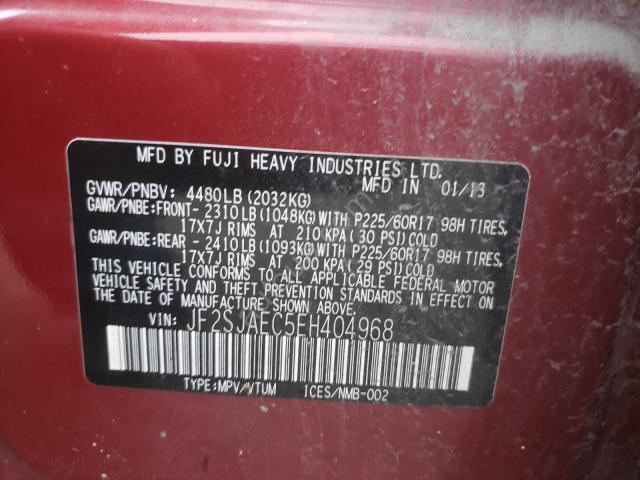 MFD BY FUJI HEAVY INDUSTRIES LTD.
MFD IN 01/13
GVWR/PNBV: 4480LB (2032KG)
GAWR/PNBE:FRONT- 2310LB(1048KG)WITH P225/60R17 98H TIRES,
17X7J RIMS AT 210 KPA(30 PSI)COLD
GAWR/PNBE:REAR - 2410LB(1093KG)WITH P225/60R17 98H TIRES,
17X7J RIMS AT 200 KPA(29 PSI)COLD
THIS VEHICLE CONFORMS TO ALL APPLICABLE FEDERAL MOTOR
VEHICLE SAFETY AND THEFT PREVENTION STANDARDS IN EFFECT ON
THE DATE OF MANUFACTURE SHOWN ABOVE.
VIN: JF2SJAEC5EH404968
TYPE:MPV/VTUM ICES/NMB-002